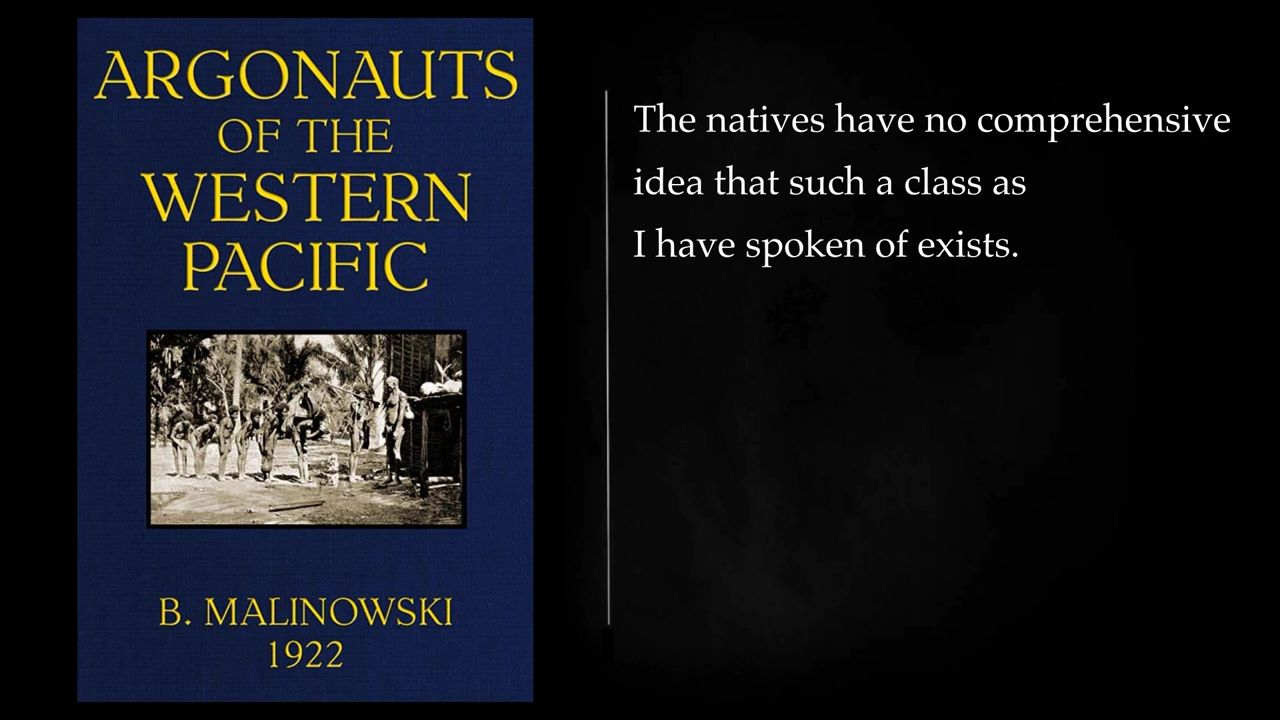 ARGONAUTS
OF THE
WESTERN
PACIFIC
B. MALINOWSKI
1922
The natives have no comprehensive
idea that such a class as
I have spoken of exists.